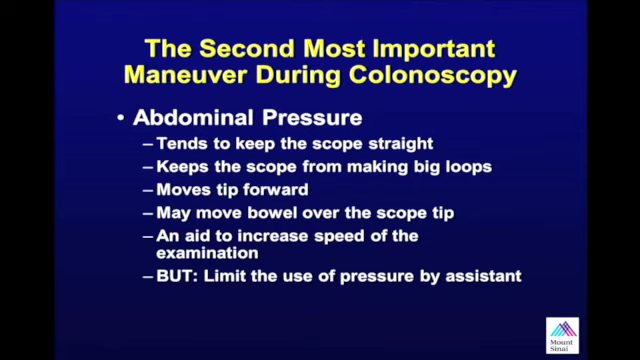 The Second Most Important
Maneuver During Colonoscopy
• Abdominal Pressure
– Tends to keep the scope straight
– Keeps the scope from making big loops
– Moves tip forward
– May move bowel over the scope tip
– An aid to increase speed of the
examination
– BUT: Limit the use of pressure by assistant
Mount
Sinai